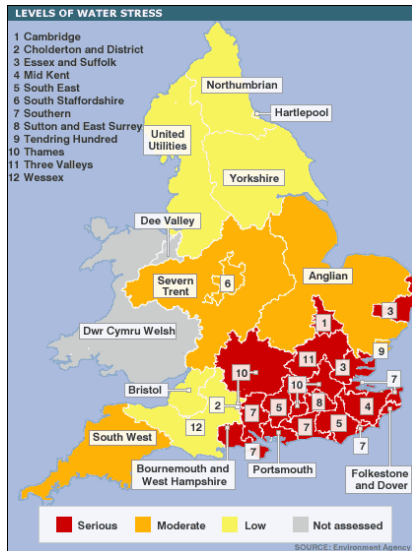 LEVELS OF WATER STRESS
1 Cambridge
2 Cholderton and District
3 Essex and Suffolk
4 Mid Kent
5 South East
6 South Staffordshire
7 Southern
8 Sutton and East Surrey
9 Tendring Hundred
10 Thames
11 Three Valleys
12 Wessex
Northumbrian
Hartlepool
United
Utilities
Yorkshire
Dee Valley
Severn
Trent
6
Anglian
Dwr Cymru Welsh
1
3
11
3
9
10
10
7
Bristol
2
7
5
8
4
12
7
5
South West
7
7
Bournemouth and
West Hampshire
Portsmouth
Folkestone
and Dover
Serious
Moderate
Low
Not assessed
SOURCE: Environment Agency